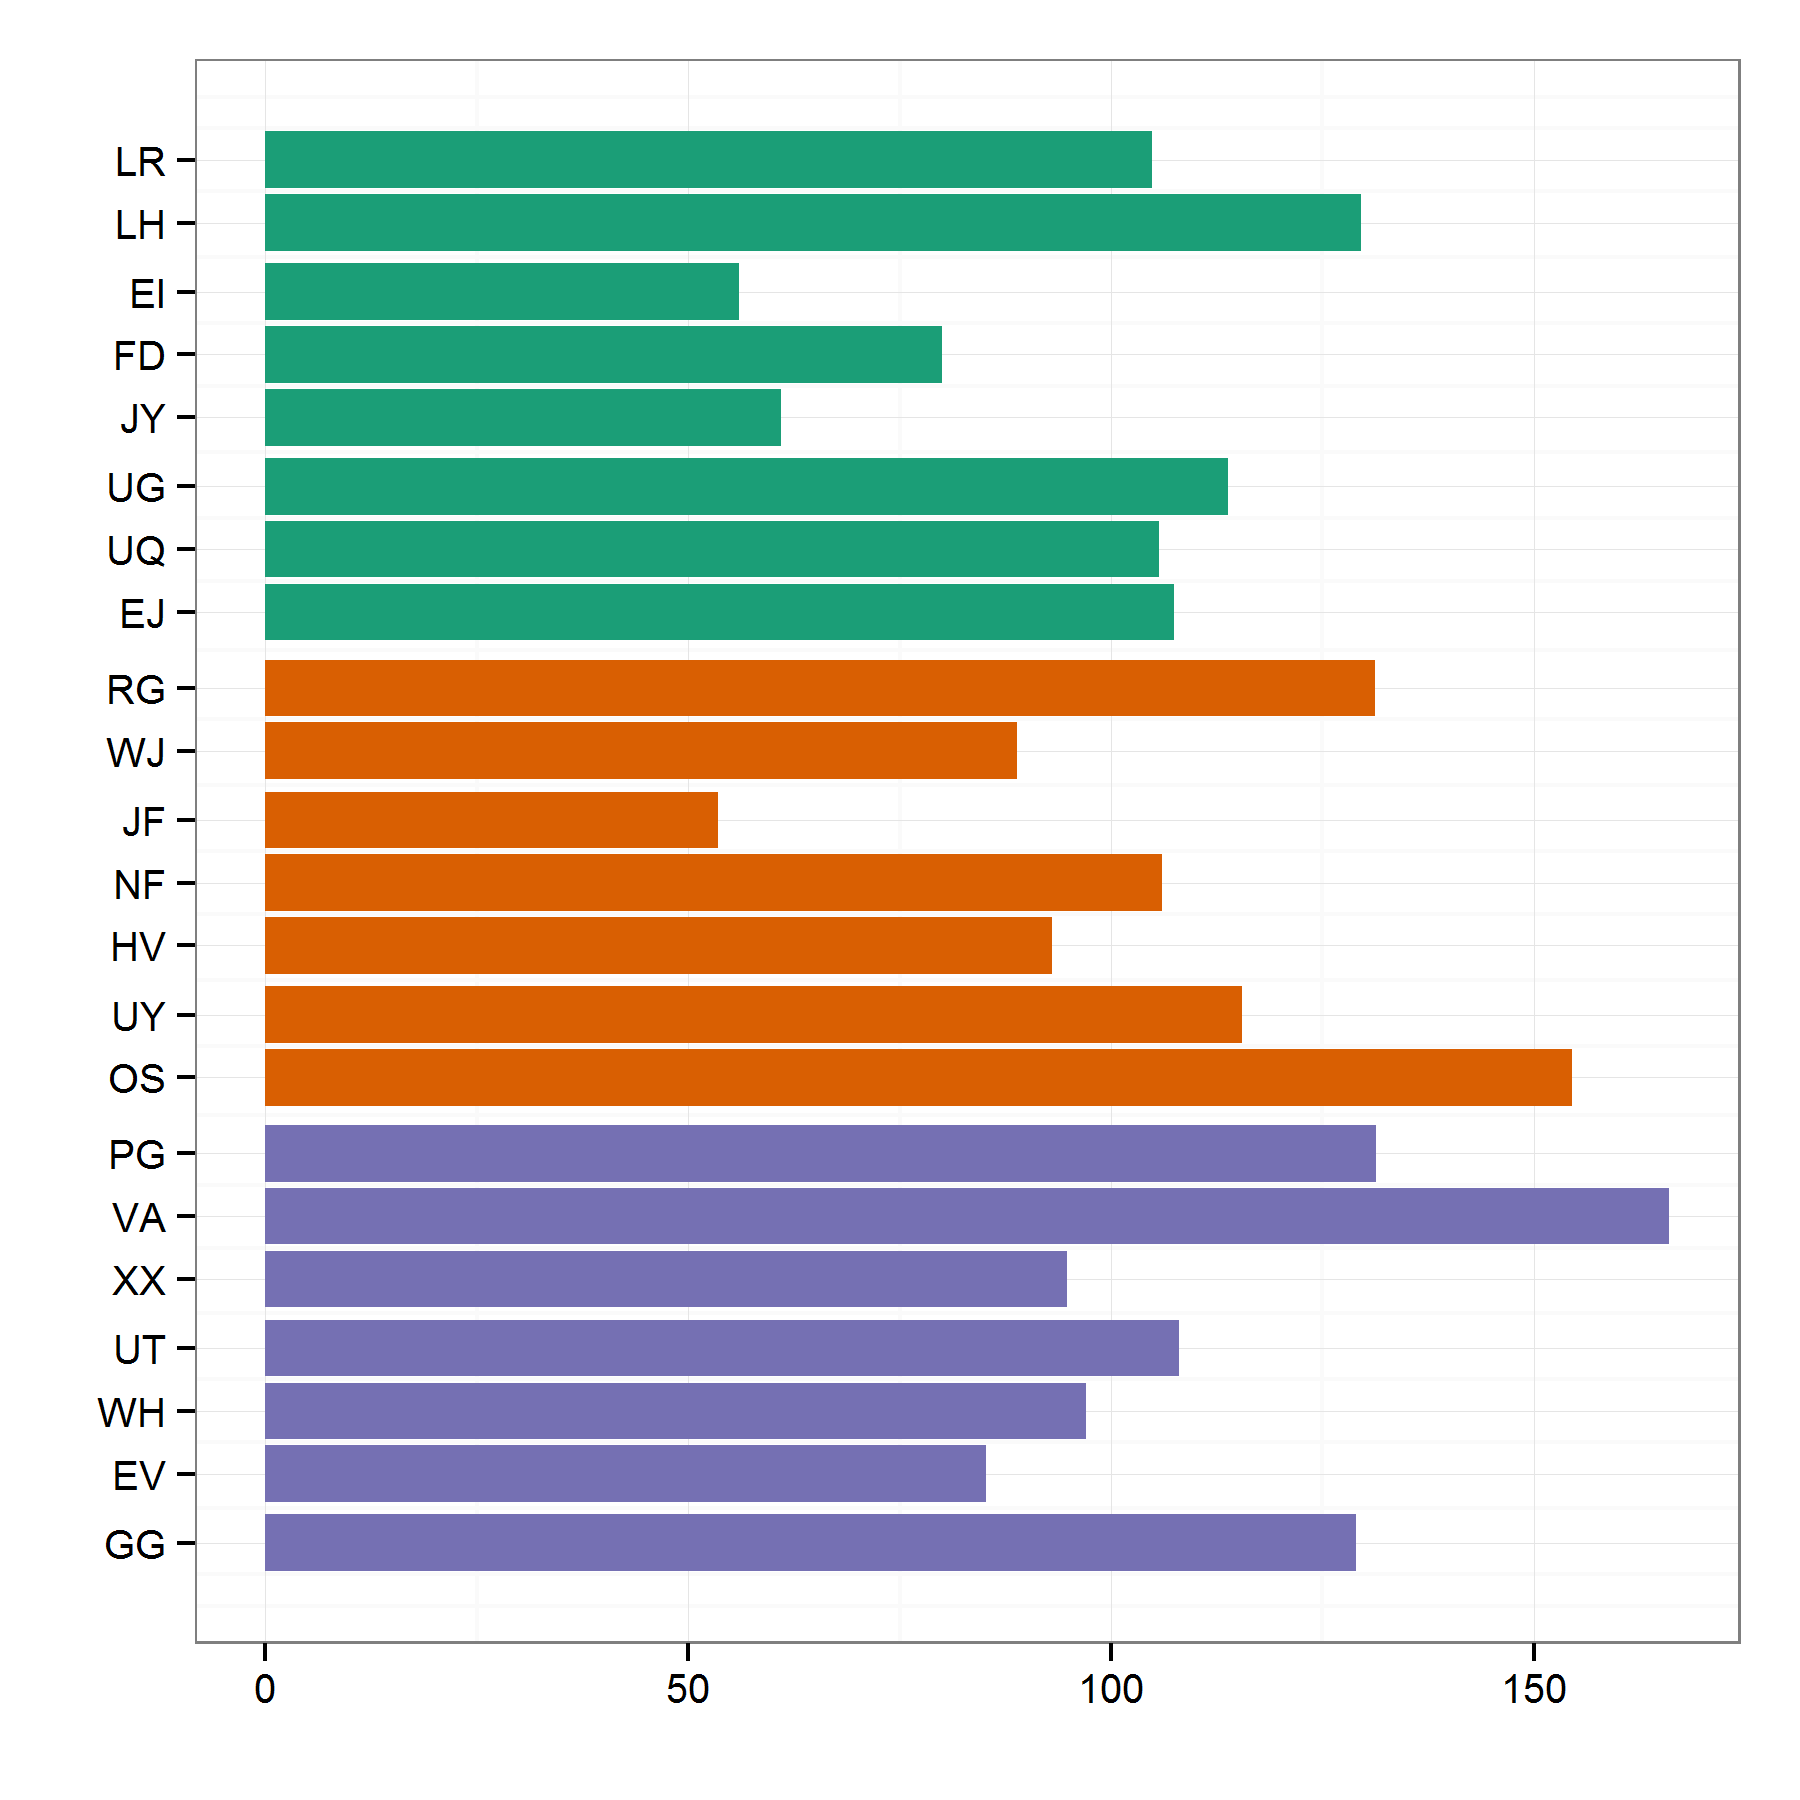 LR
LH
EI
FD
JY
UG
UQ
EJ
RG
WJ
JF
NF
HV
UY
OS
PG
VA
XX
UT
WH
EV
GG
0 50 100 150